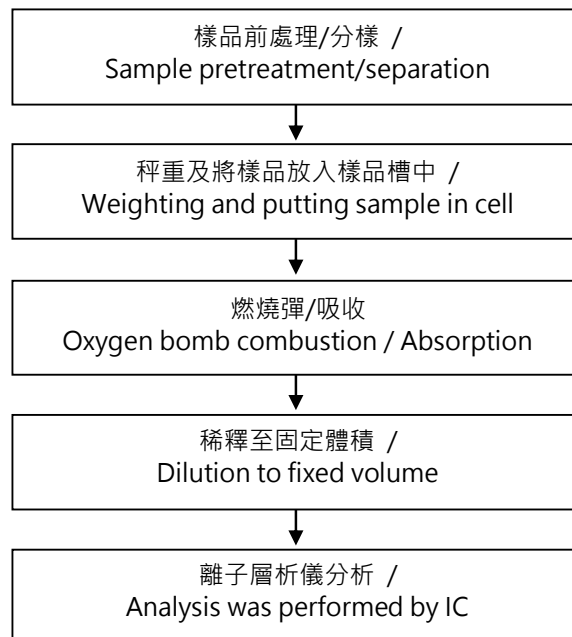 樣品前處理/分樣 /
Sample pretreatment/separation
秤重及將樣品放入樣品槽中 /
Weighting and putting sample in cell
燃燒彈/吸收
Oxygen bomb combustion / Absorption
稀釋至固定體積 /
Dilution to fixed volume
離子層析儀分析 /
Analysis was performed by IC